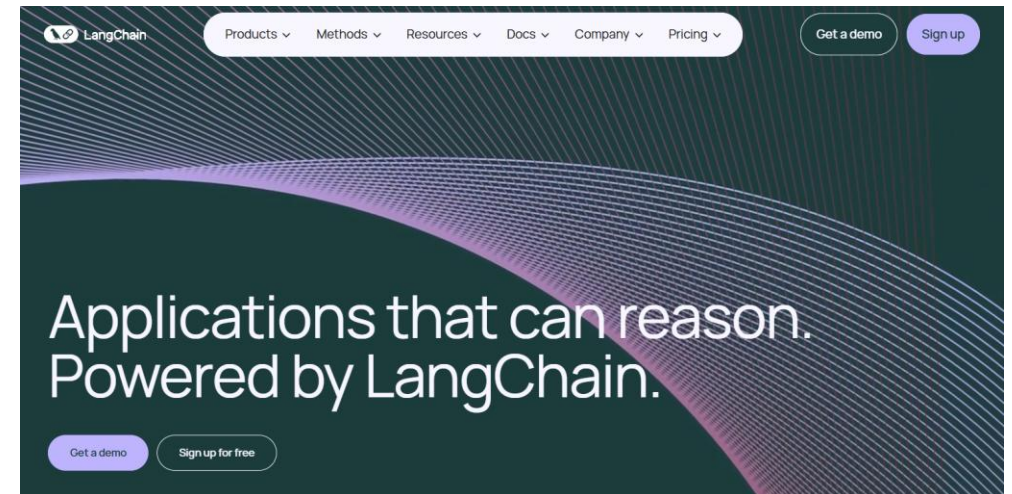 LangChain
Products
Methods
Resources
Docs
Company
Pricing
Get a demo
Sign up
Applications that can reason.
Powered by LangChain.
Get a demo
Sign up for free